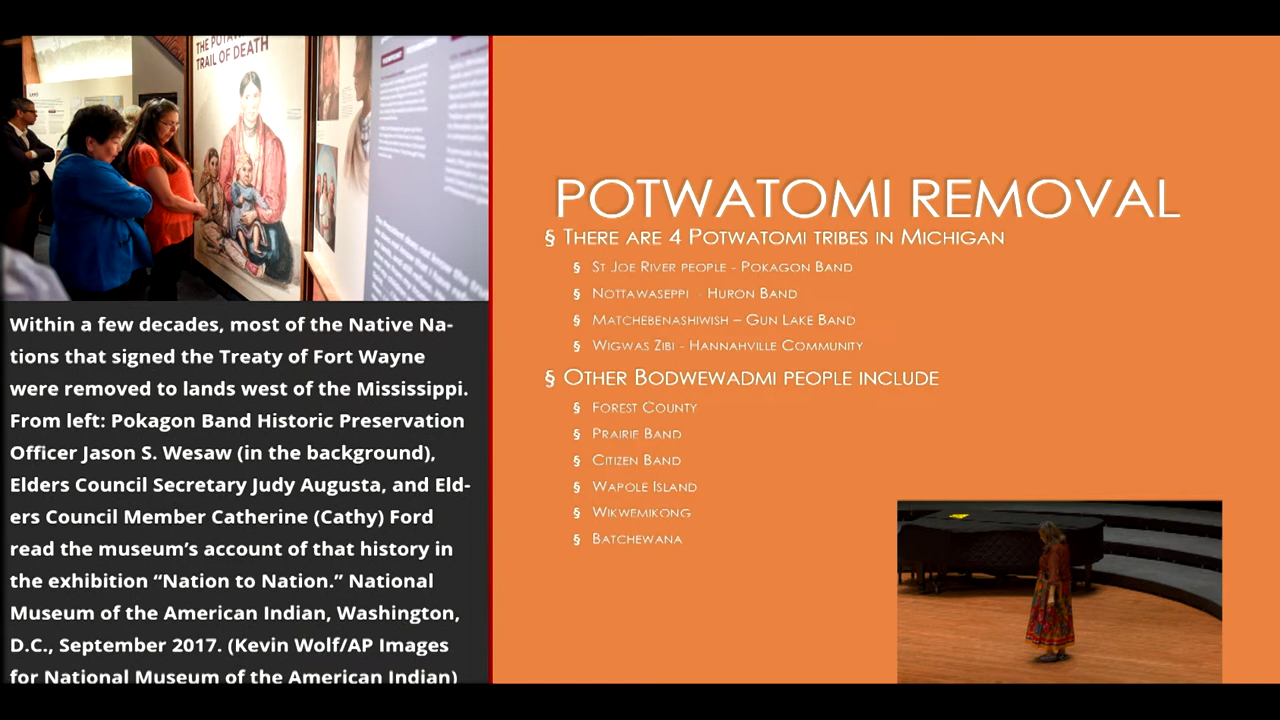 THE POTAW
TRAIL OF DEATH
Within a few decades, most of the Native Na-
tions that signed the Treaty of Fort Wayne
were removed to lands west of the Mississippi.
From left: Pokagon Band Historic Preservation
Officer Jason S. Wesaw (in the background),
Elders Council Secretary Judy Augusta, and Eld-
ers Council Member Catherine (Cathy) Ford
read the museum’s account of that history in
the exhibition “Nation to Nation.” National
Museum of the American Indian, Washington,
D.C., September 2017. (Kevin Wolf/AP Images
for National Museum of the American Indian)
POTWATOMI REMOVAL
§ THERE ARE 4 POTWATOMI TRIBES IN MICHIGAN
§ ST JOE RIVER PEOPLE - POKAGON BAND
§ NOTTAWASEPPI - HURON BAND
§ MATCHEBENASHIWISH – GUN LAKE BAND
§ WIGWAS ZIBI - HANNAHVILLE COMMUNITY
§ OTHER BODWEWADMI PEOPLE INCLUDE
§ FOREST COUNTY
§ PRAIRIE BAND
§ CITIZEN BAND
§ WAPOLE ISLAND
§ WIKWEMIKONG
§ BATCHEWANA